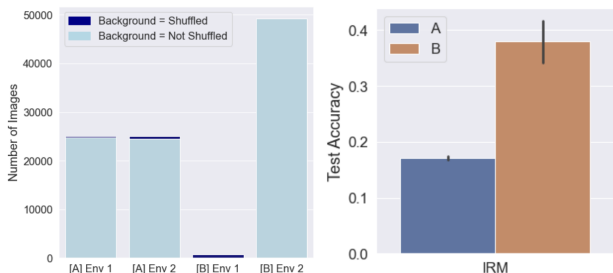 Background = Shuffled
Background = Not Shuffled
Number of Images
50000
40000
30000
20000
10000
0
[A] Env 1 [A] Env 2 [B] Env 1 [B] Env 2
A
B
Test Accuracy
0.4
0.3
0.2
0.1
0.0
IRM